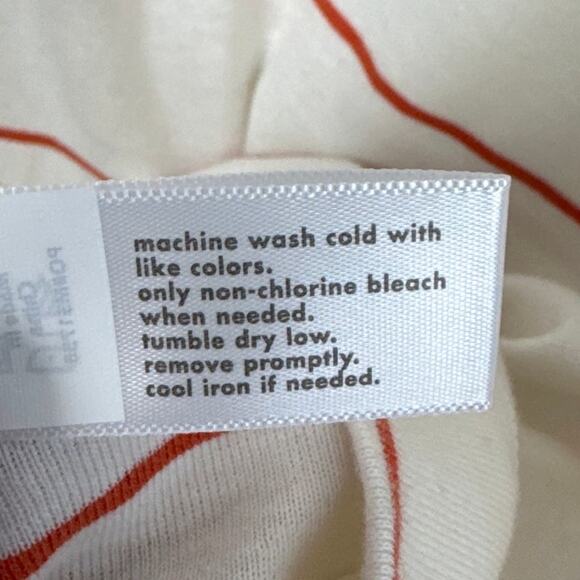 machine wash cold with
like colors.
only non-chlorine bleach
when needed.
tumble dry low.
remove promptly.
cool iron if needed.